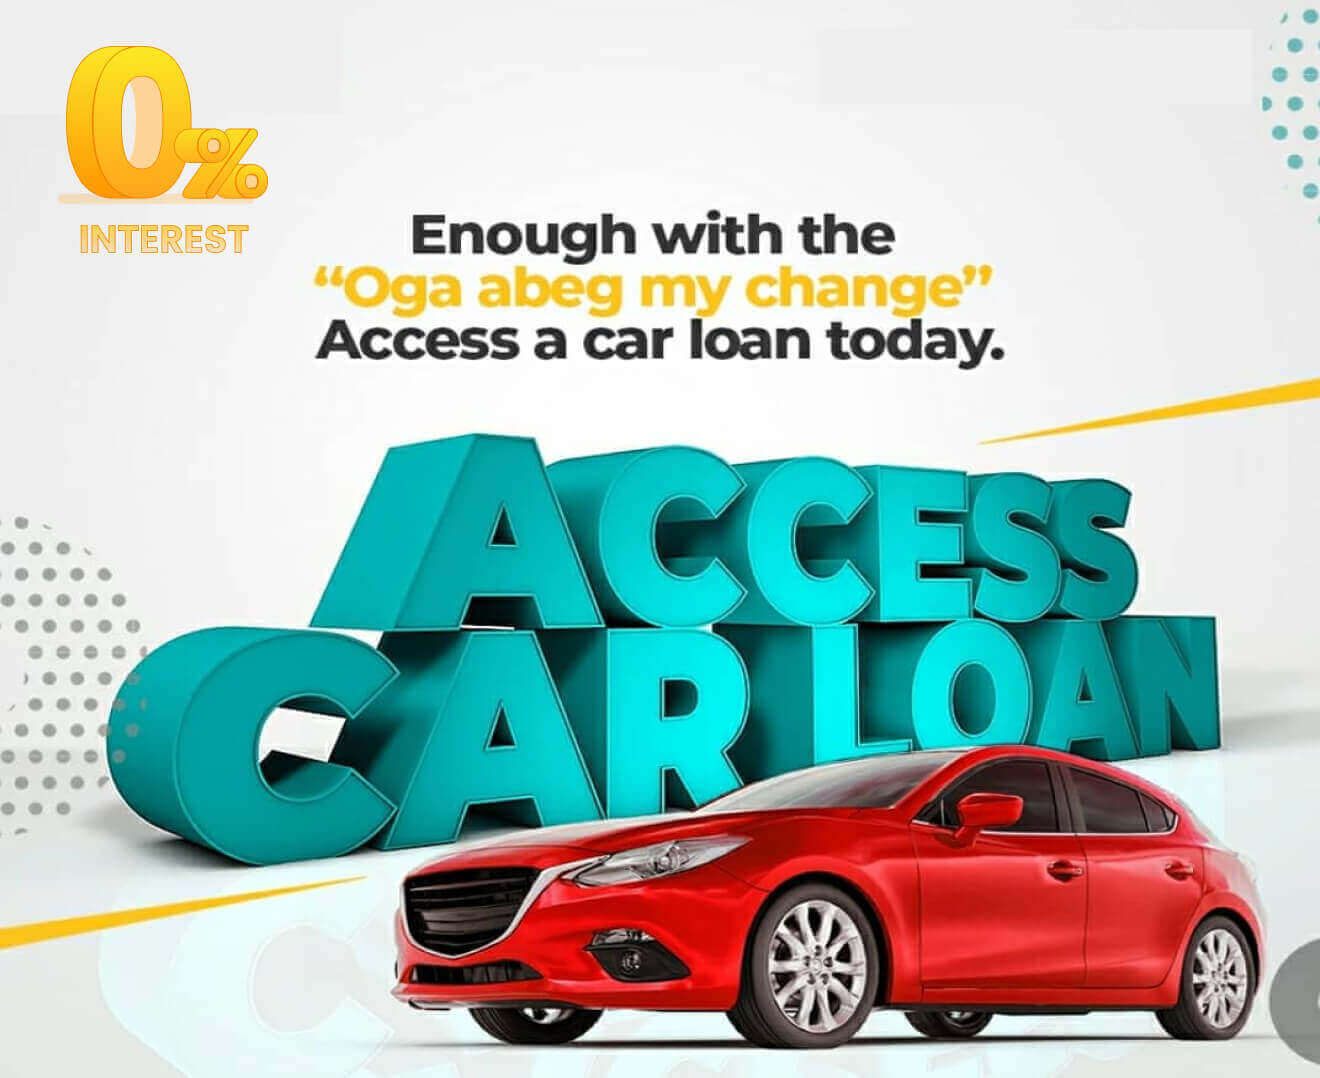 0%
INTEREST
Enough with the
“Oga abeg my change”
Access a car loan today.
ACCESS
CAR LOAN